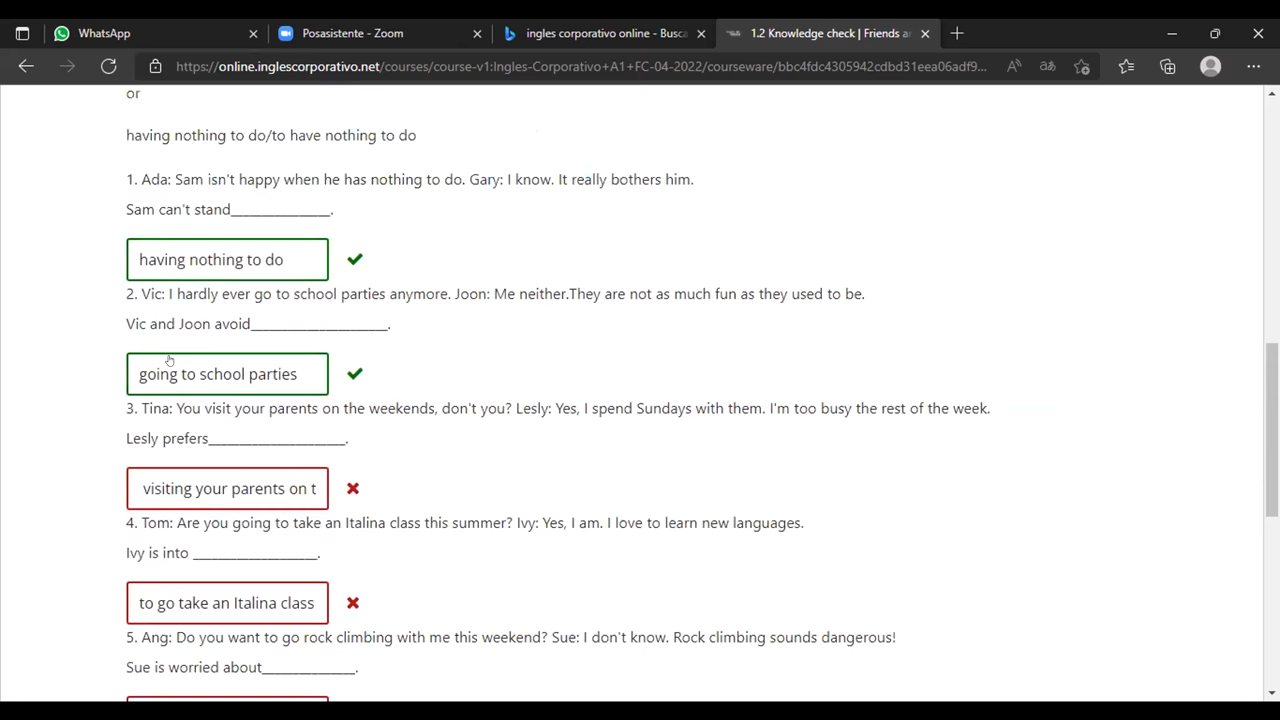 WhatsApp
Posasistente - Zoom
ingles corporativo online - Busca
1.2 Knowledge check | Friends an
https://online.inglescorporativo.net/courses/course-v1:Ingles-Corporativo+A1+FC-04-2022/courseware/bbc4fdc4305942cdbd31eea06adf9...
or
having nothing to do/to have nothing to do
1. Ada: Sam isn't happy when he has nothing to do. Gary: I know. It really bothers him.
Sam can't stand_______________.
having nothing to do
2. Vic: I hardly ever go to school parties anymore. Joon: Me neither.They are not as much fun as they used to be.
Vic and Joon avoid_____________________.
going to school parties
3. Tina: You visit your parents on the weekends, don't you? Lesly: Yes, I spend Sundays with them. I'm too busy the rest of the week.
Lesly prefers_____________________.
visiting your parents on t
4. Tom: Are you going to take an Italina class this summer? Ivy: Yes, I am. I love to learn new languages.
Ivy is into ___________________.
to go take an Italina class
5. Ang: Do you want to go rock climbing with me this weekend? Sue: I don't know. Rock climbing sounds dangerous!
Sue is worried about______________.